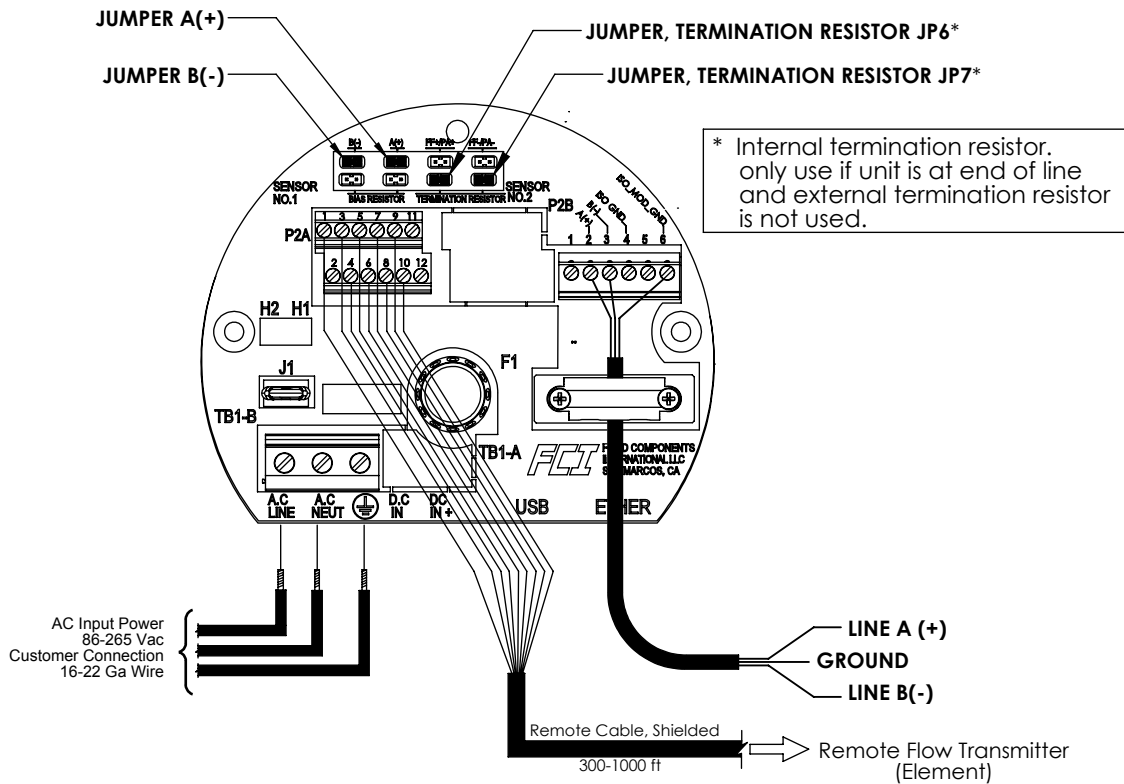 JUMPER A(+)
JUMPER, TERMINATION RESISTOR JP6*
JUMPER B(-)
JUMPER, TERMINATION RESISTOR JP7*
* Internal termination resistor.
only use if unit is at end of line
and external termination resistor
is not used.
B(-) A(+)
SENSOR
NO.1
BIAS RESISTOR
TERMINATION RESISTOR
SENSOR
NO.2
P2B
A(+)
B(-)
ISO GND
ISO_MOD_GND
P2A
1 3 5 7 9 11
2 4 6 8 10 12
1 2 3 4 5 6
H2 H1
J1
F1
TB1-B
TB1-A
FCI
COMPONENTS
MARCOS, CA
A.C
LINE
A.C
NEUT
D.C
IN
DC
IN +
USB
AC Input Power
86-265 Vac
Customer Connection
16-22 Ga Wire
LINE A (+)
GROUND
LINE B(-)
Remote Cable, Shielded
300-1000 ft
Remote Flow Transmitter
(Element)